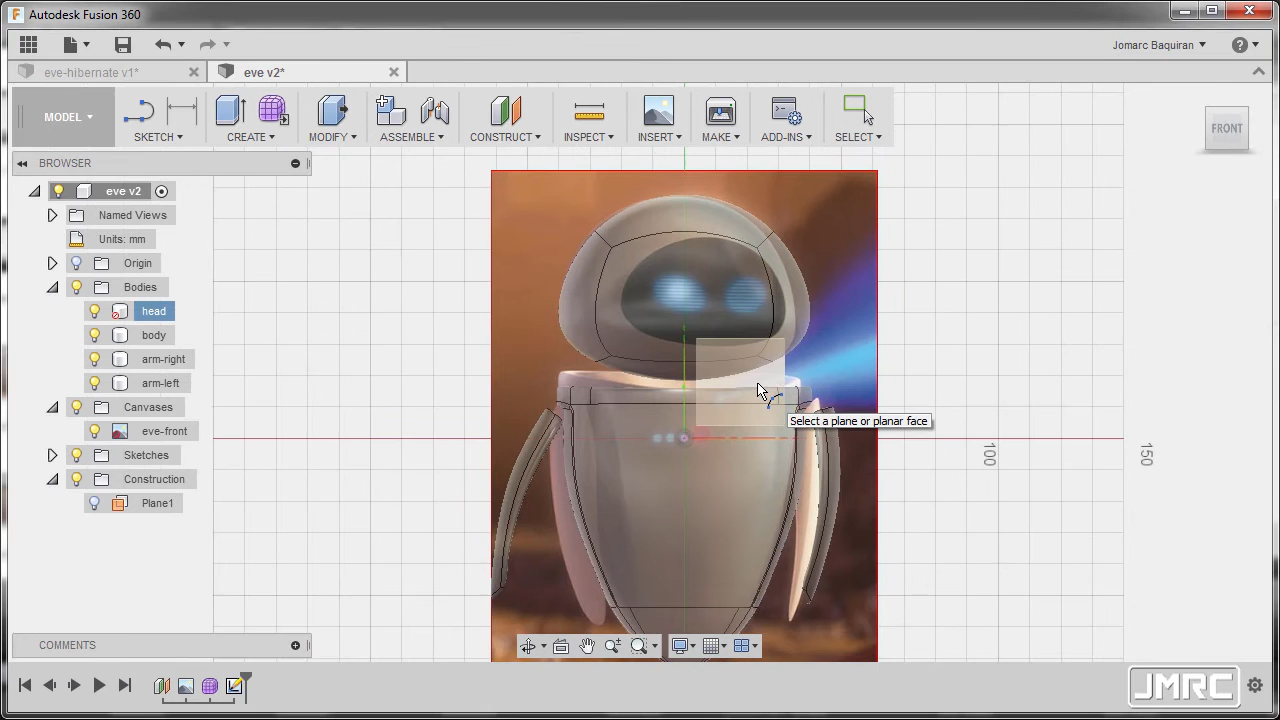 Autodesk Fusion 360
Jomarc Baquiran
eve-hibernate v1*
eve v2*
MODEL
SKETCH
CREATE
MODIFY
ASSEMBLE
CONSTRUCT
INSPECT
INSERT
MAKE
ADD-INS
SELECT
FRONT
BROWSER
eve v2
Named Views
Units: mm
Origin
Bodies
head
body
arm-right
arm-left
Canvases
eve-front
Sketches
Construction
Plane1
Select a plane or planar face
100
150
COMMENTS
JMRC